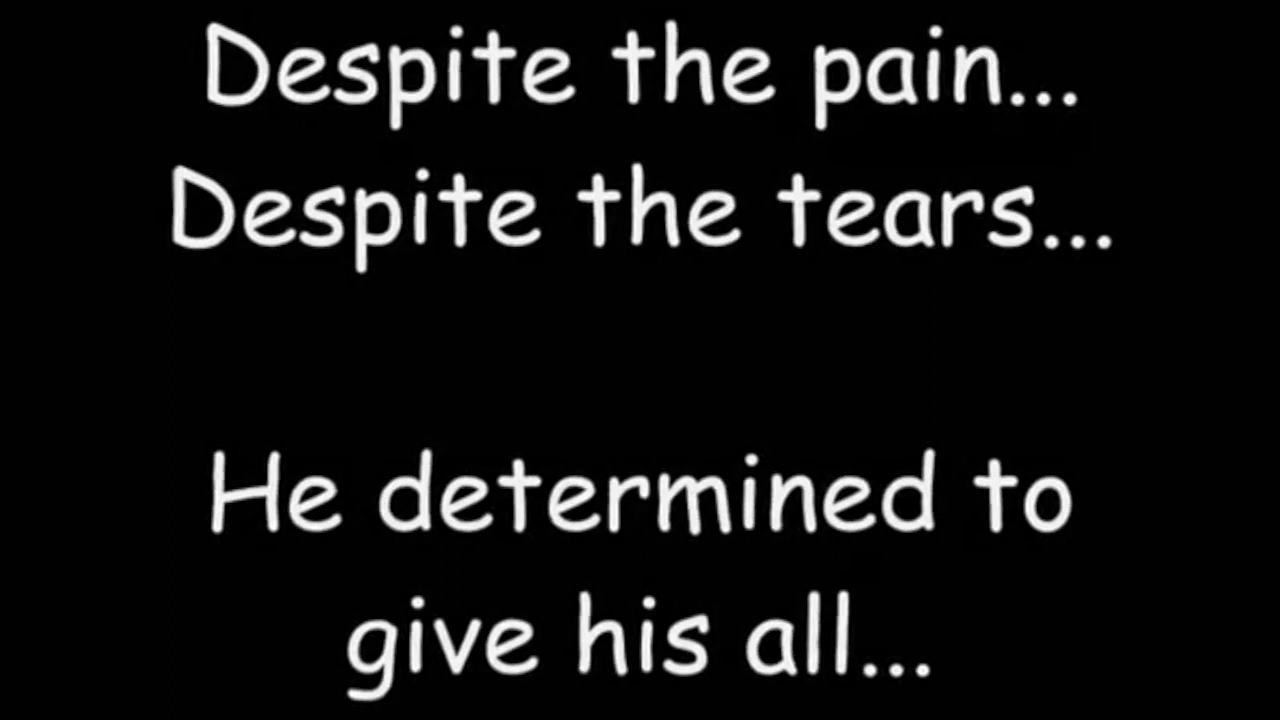 Despite the pain...
Despite the tears...
He determined to
give his all...